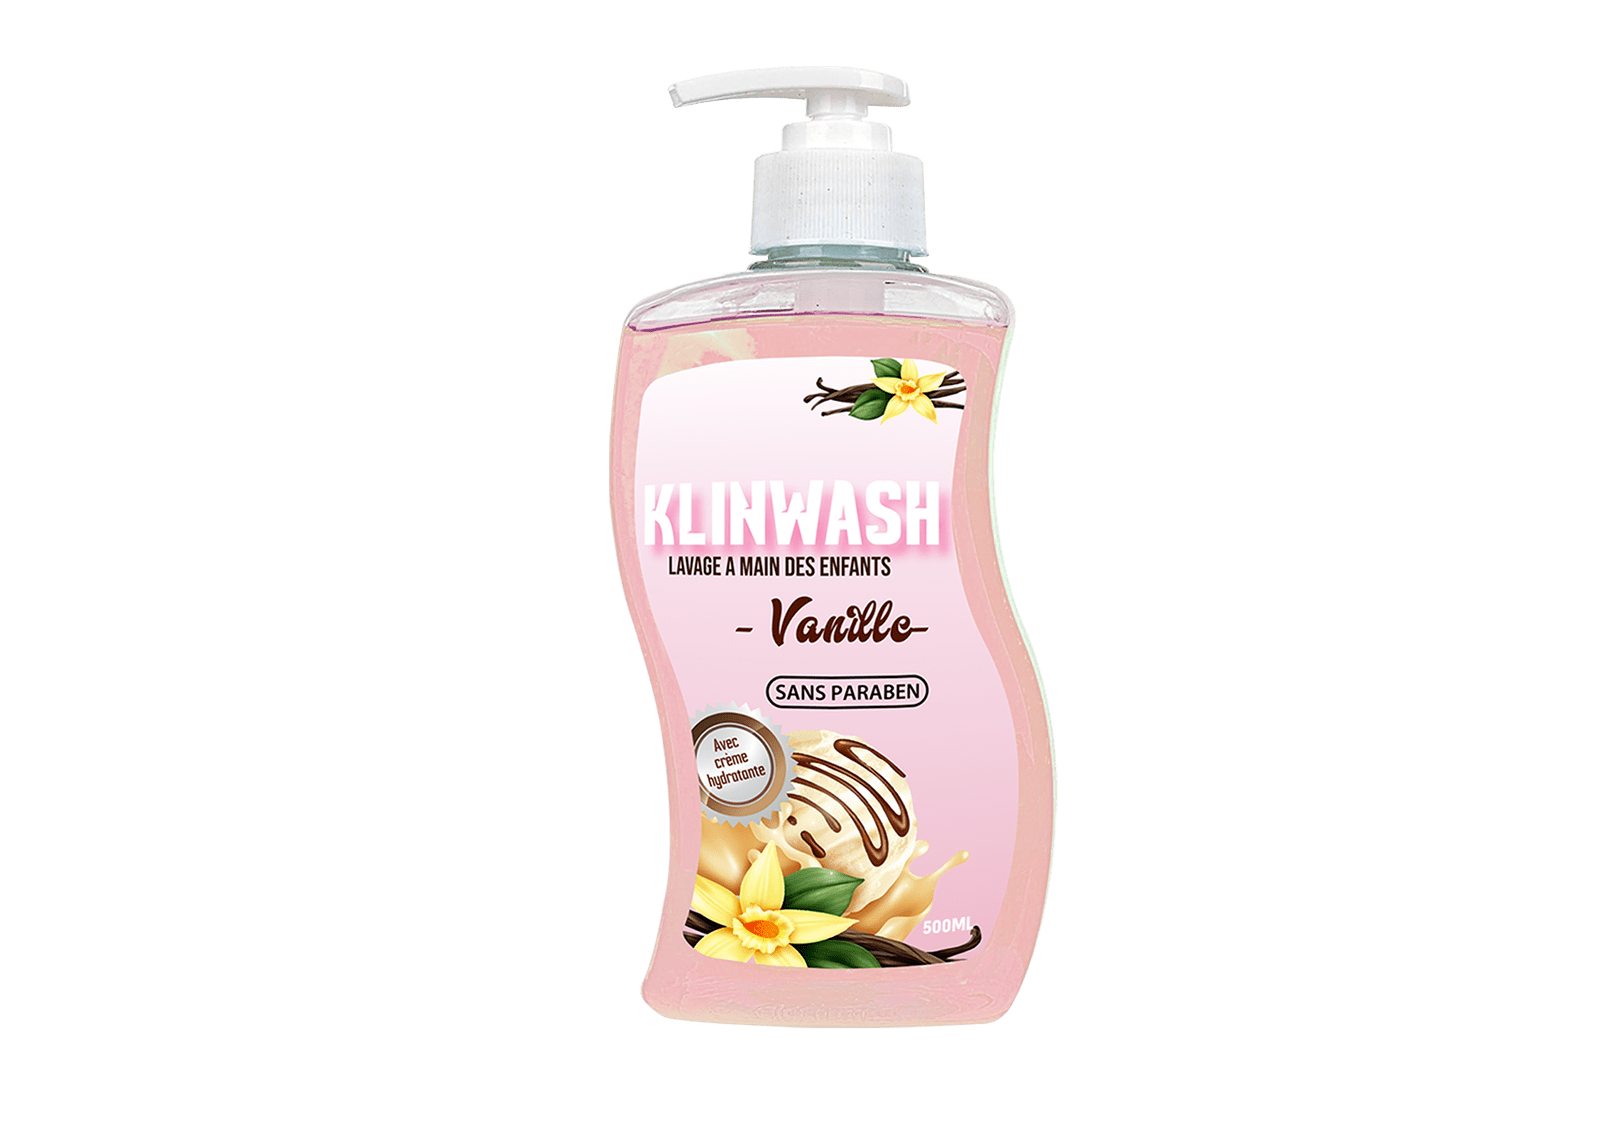 KLINWASH
LAVAGE A MAIN DES ENFANTS
- Vanille-
SANS PARABEN
Avec
crème
hydratante
500ML